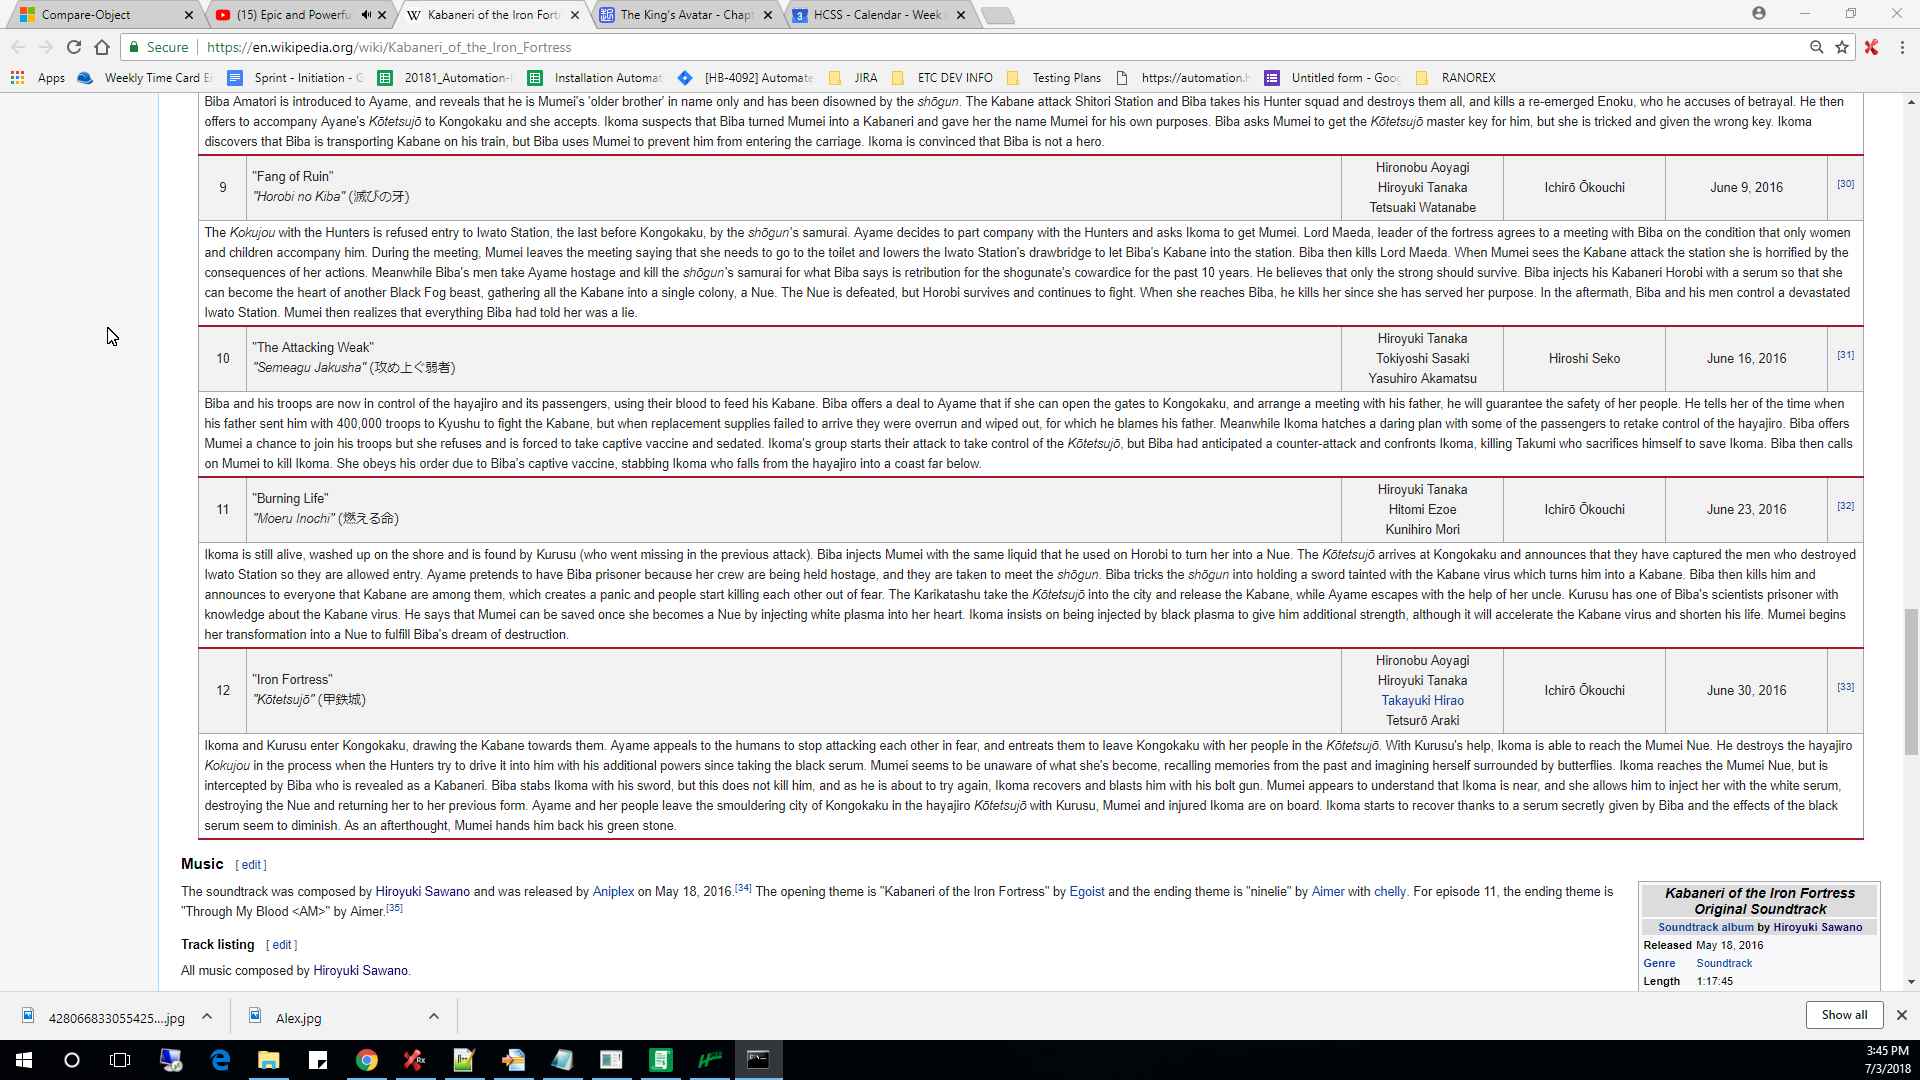 Compare-Object
(15) Epic and Powerfu
Kabaneri of the Iron Fort
The King's Avatar - Chap
HCSS - Calendar - Week
Secure
https://en.wikipedia.org/wiki/Kabaneri_of_the_Iron_Fortress
Apps
Weekly Time Card E
Sprint - Initiation - G
20181_Automation-
Installation Automat
[HB-4092] Automate
JIRA
ETC DEV INFO
Testing Plans
https://automation.h
Untitled form - Goo
RANOREX
Biba Amatori is introduced to Ayame, and reveals that he is Mumei's 'older brother' in name only and has been disowned by the shōgun. The Kabane attack Shitori Station and Biba takes his Hunter squad and destroys them all, and kills a re-emerged Enoku, who he accuses of betrayal. He then
offers to accompany Ayane's Kōtetsujō to Kongokaku and she accepts. Ikoma suspects that Biba turned Mumei into a Kabaneri and gave her the name Mumei for his own purposes. Biba asks Mumei to get the Kōtetsujō master key for him, but she is tricked and given the wrong key. Ikoma
discovers that Biba is transporting Kabane on his train, but Biba uses Mumei to prevent him from entering the carriage. Ikoma is convinced that Biba is not a hero.
9
"Fang of Ruin"
"Horobi no Kiba" (滅びの牙)
Hironobu Aoyagi
Hiroyuki Tanaka
Tetsuaki Watanabe
Ichirō Ōkouchi
June 9, 2016
[30]
The Kokujou with the Hunters is refused entry to Iwato Station, the last before Kongokaku, by the shōgun's samurai. Ayame decides to part company with the Hunters and asks Ikoma to get Mumei. Lord Maeda, leader of the fortress agrees to a meeting with Biba on the condition that only women
and children accompany him. During the meeting, Mumei leaves the meeting saying that she needs to go to the toilet and lowers the Iwato Station's drawbridge to let Biba's Kabane into the station. Biba then kills Lord Maeda. When Mumei sees the Kabane attack the station she is horrified by the
consequences of her actions. Meanwhile Biba's men take Ayame hostage and kill the shōgun's samurai for what Biba says is retribution for the shogunate's cowardice for the past 10 years. He believes that only the strong should survive. Biba injects his Kabaneri Horobi with a serum so that she
can become the heart of another Black Fog beast, gathering all the Kabane into a single colony, a Nue. The Nue is defeated, but Horobi survives and continues to fight. When she reaches Biba, he kills her since she has served her purpose. In the aftermath, Biba and his men control a devastated
Iwato Station. Mumei then realizes that everything Biba had told her was a lie.
10
"The Attacking Weak"
"Semeagu Jakusha" (攻め上ぐ弱者)
Hiroyuki Tanaka
Tokiyoshi Sasaki
Yasuhiro Akamatsu
Hiroshi Seko
June 16, 2016
[31]
Biba and his troops are now in control of the hayajiro and its passengers, using their blood to feed his Kabane. Biba offers a deal to Ayame that if she can open the gates to Kongokaku, and arrange a meeting with his father, he will guarantee the safety of her people. He tells her of the time when
his father sent him with 400,000 troops to Kyushu to fight the Kabane, but when replacement supplies failed to arrive they were overrun and wiped out, for which he blames his father. Meanwhile Ikoma hatches a daring plan with some of the passengers to retake control of the hayajiro. Biba offers
Mumei a chance to join his troops but she refuses and is forced to take captive vaccine and sedated. Ikoma's group starts their attack to take control of the Kōtetsujō, but Biba had anticipated a counter-attack and confronts Ikoma, killing Takumi who sacrifices himself to save Ikoma. Biba then calls
on Mumei to kill Ikoma. She obeys his order due to Biba's captive vaccine, stabbing Ikoma who falls from the hayajiro into a coast far below.
11
"Burning Life"
"Moeru Inochi" (燃える命)
Hiroyuki Tanaka
Hitomi Ezoe
Kunihiro Mori
Ichirō Ōkouchi
June 23, 2016
[32]
Ikoma is still alive, washed up on the shore and is found by Kurusu (who went missing in the previous attack). Biba injects Mumei with the same liquid that he used on Horobi to turn her into a Nue. The Kōtetsujō arrives at Kongokaku and announces that they have captured the men who destroyed
Iwato Station so they are allowed entry. Ayame pretends to have Biba prisoner because her crew are being held hostage, and they are taken to meet the shōgun. Biba tricks the shōgun into holding a sword tainted with the Kabane virus which turns him into a Kabane. Biba then kills him and
announces to everyone that Kabane are among them, which creates a panic and people start killing each other out of fear. The Karikatashu take the Kōtetsujō into the city and release the Kabane, while Ayame escapes with the help of her uncle. Kurusu has one of Biba's scientists prisoner with
knowledge about the Kabane virus. He says that Mumei can be saved once she becomes a Nue by injecting white plasma into her heart. Ikoma insists on being injected by black plasma to give him additional strength, although it will accelerate the Kabane virus and shorten his life. Mumei begins
her transformation into a Nue to fulfill Biba's dream of destruction.
12
"Iron Fortress"
"Kōtetsujō" (甲鉄城)
Hironobu Aoyagi
Hiroyuki Tanaka
Takayuki Hirao
Tetsurō Araki
Ichirō Ōkouchi
June 30, 2016
[33]
Ikoma and Kurusu enter Kongokaku, drawing the Kabane towards them. Ayame appeals to the humans to stop attacking each other in fear, and entreats them to leave Kongokaku with her people in the Kōtetsujō. With Kurusu's help, Ikoma is able to reach the Mumei Nue. He destroys the hayajiro
Kokujou in the process when the Hunters try to drive it into him with his additional powers since taking the black serum. Mumei seems to be unaware of what she's become, recalling memories from the past and imagining herself surrounded by butterflies. Ikoma reaches the Mumei Nue, but is
intercepted by Biba who is revealed as a Kabaneri. Biba stabs Ikoma with his sword, but this does not kill him, and as he is about to try again, Ikoma recovers and blasts him with his bolt gun. Mumei appears to understand that Ikoma is near, and she allows him to inject her with the white serum,
destroying the Nue and returning her to her previous form. Ayame and her people leave the smouldering city of Kongokaku in the hayajiro Kōtetsujō with Kurusu, Mumei and injured Ikoma are on board. Ikoma starts to recover thanks to a serum secretly given by Biba and the effects of the black
serum seem to diminish. As an afterthought, Mumei hands him back his green stone.
Music [ edit ]
The soundtrack was composed by Hiroyuki Sawano and was released by Aniplex on May 18, 2016.[34] The opening theme is "Kabaneri of the Iron Fortress" by Egoist and the ending theme is "ninelie" by Aimer with chelly. For episode 11, the ending theme is
"Through My Blood <AM>" by Aimer.[35]
Track listing [ edit ]
All music composed by Hiroyuki Sawano.
Kabaneri of the Iron Fortress
Original Soundtrack
Soundtrack album by Hiroyuki Sawano
Released May 18, 2016
Genre Soundtrack
Length 1:17:45
428066833055425....jpg
Alex.jpg
Show all
3:45 PM
7/3/2018